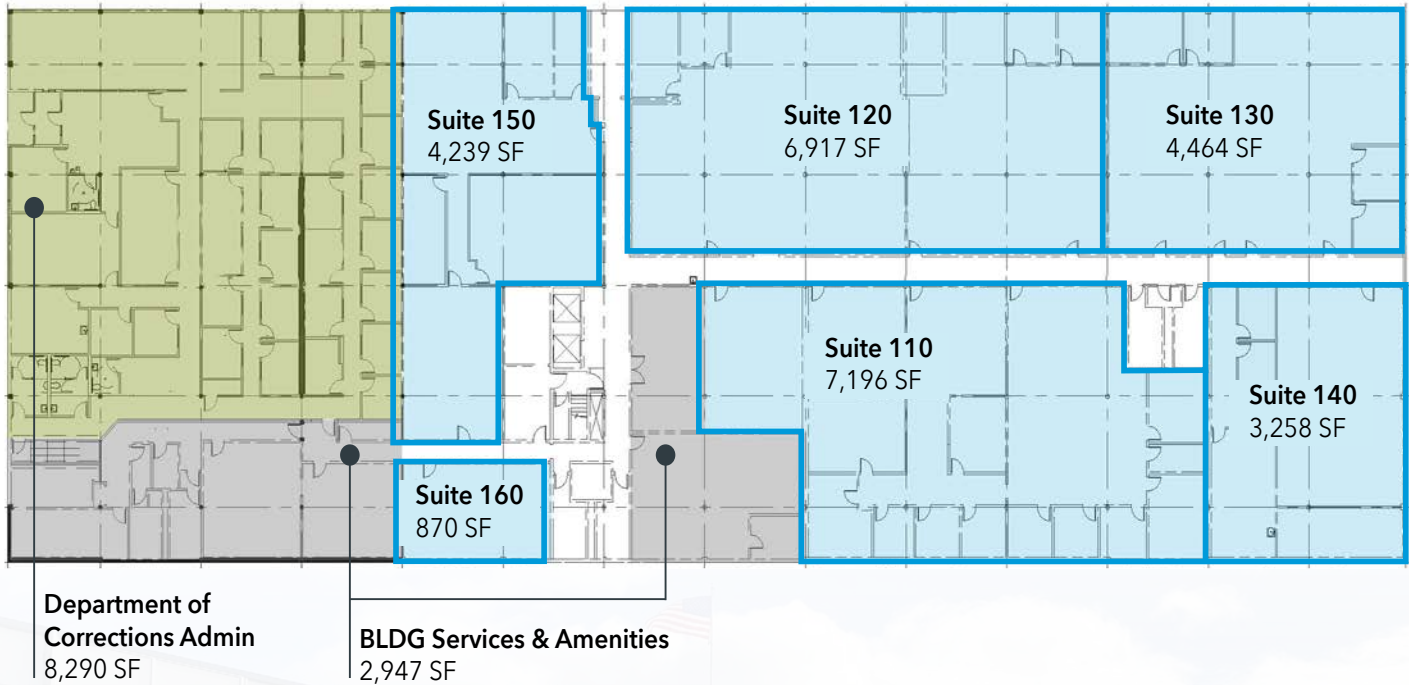 Suite 150
4,239 SF
Suite 120
6,917 SF
Suite 130
4,464 SF
Suite 110
7,196 SF
Suite 140
3,258 SF
Suite 160
870 SF
Department of
Corrections Admin
8,290 SF
BLDG Services & Amenities
2,947 SF